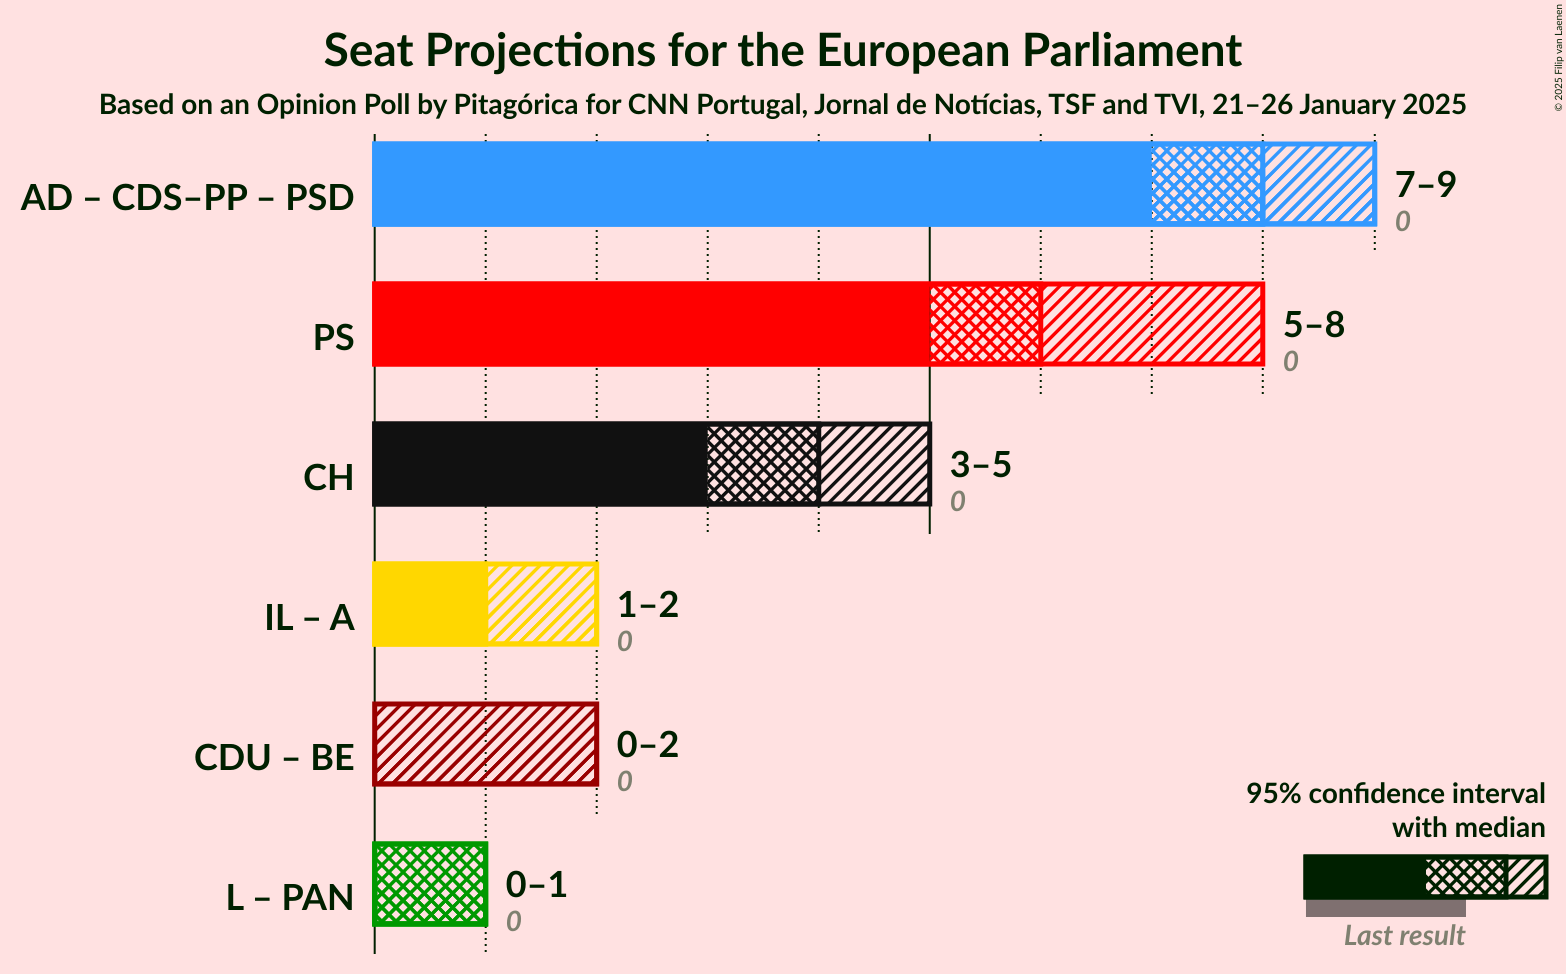 Seat Projections for the European Parliament
Based on an Opinion Poll by Pitagórica for CNN Portugal, Jornal de Notícias, TSF and TVI, 21–26 January 2025
© 2025 Filip van Laenen
AD – CDS–PP – PSD
7–9
0
PS
5–8
0
CH
3–5
0
IL – A
1–2
0
CDU – BE
0–2
0
L – PAN
0–1
0
95% confidence interval
with median
Last result